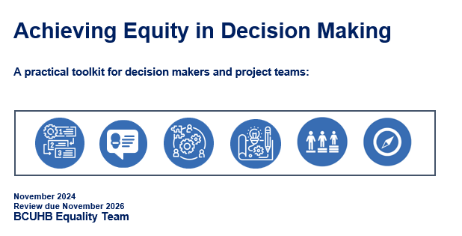 Achieving Equity in Decision Making
A practical toolkit for decision makers and project teams:
November 2024
Review due November 2026
BCUHB Equality Team